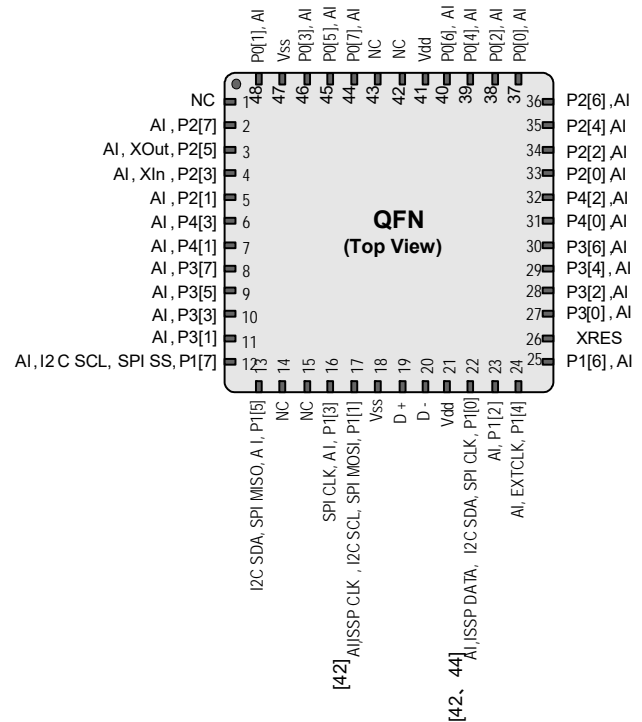 P0[1], AI
Vss
P0[3], AI
P0[5], AI
P0[7], AI
NC
NC
Vdd
P0[6], AI
P0[4], AI
P0[2], AI
P0[0], AI
48
47
46
45
44
43
42
41
40
39
38
37
NC 1
AI , P2[7] 2
AI, XOut, P2[5] 3
AI, XIn , P2[3] 4
AI , P2[1] 5
AI , P4[3] 6
AI , P4[1] 7
AI , P3[7] 8
AI , P3[5] 9
AI , P3[3] 10
AI , P3[1] 11
AI, I2 C SCL, SPI SS, P1[7] 12
QFN
(Top View)
36 P2[6] ,AI
35 P2[4] ,AI
34 P2[2] ,AI
33 P2[0] ,AI
32 P4[2] ,AI
31 P4[0] ,AI
30 P3[6] ,AI
29 P3[4] , AI
28 P3[2] , AI
27 P3[0] , AI
26 XRES
25 P1[6] , AI
13
14
15
16
17
18
19
20
21
22
23
24
I2C SDA, SPI MISO, A I, P1[5]
NC
NC
SPI CLK, A I, P1[3]
[42] AI,ISSP CLK , I2C SCL, SPI MOSI, P1[1]
Vss
D +
D -
Vdd
[42、44] AI,ISSP DATA, I2C SDA, SPI CLK, P1[0]
AI, P1[2]
AI, EXTCLK, P1[4]